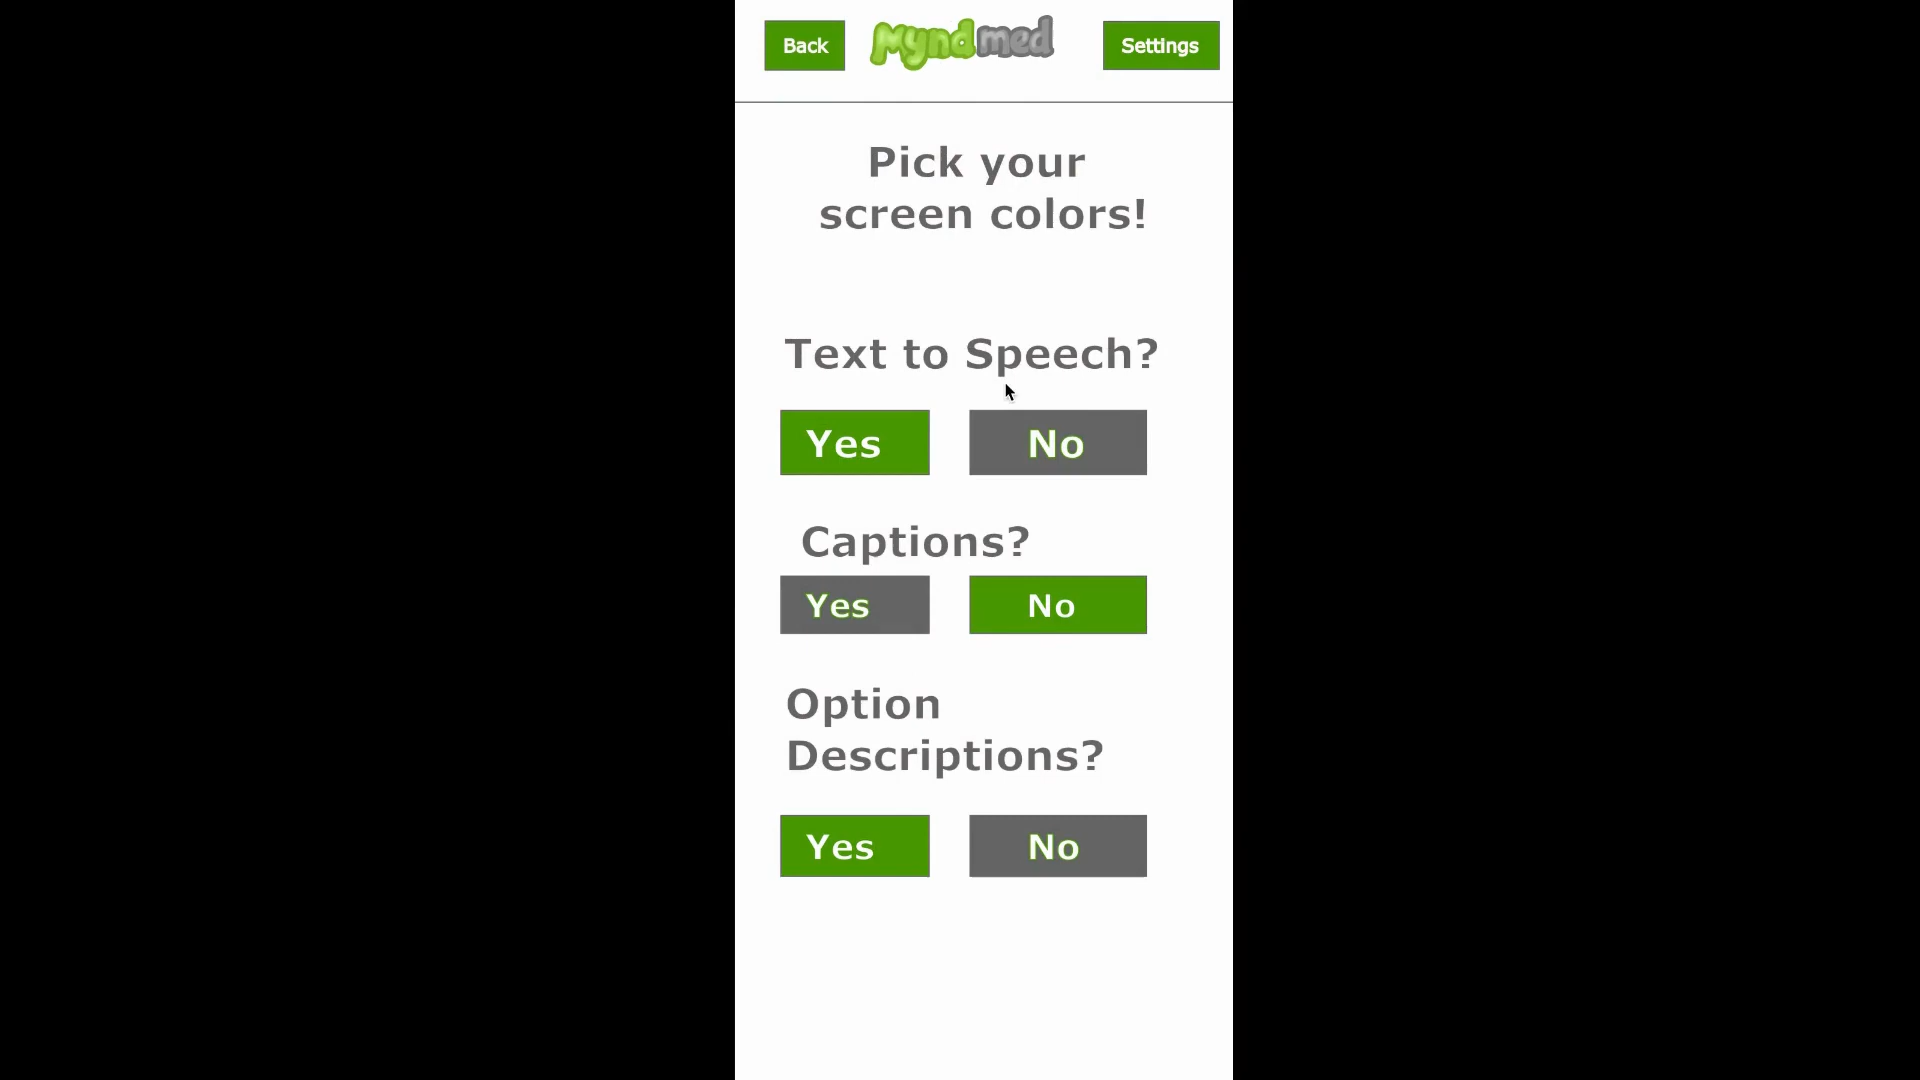 Back
Myndmed
Settings
Pick your
screen colors!
Text to Speech?
Yes
No
Captions?
Yes
No
Option
Descriptions?
Yes
No